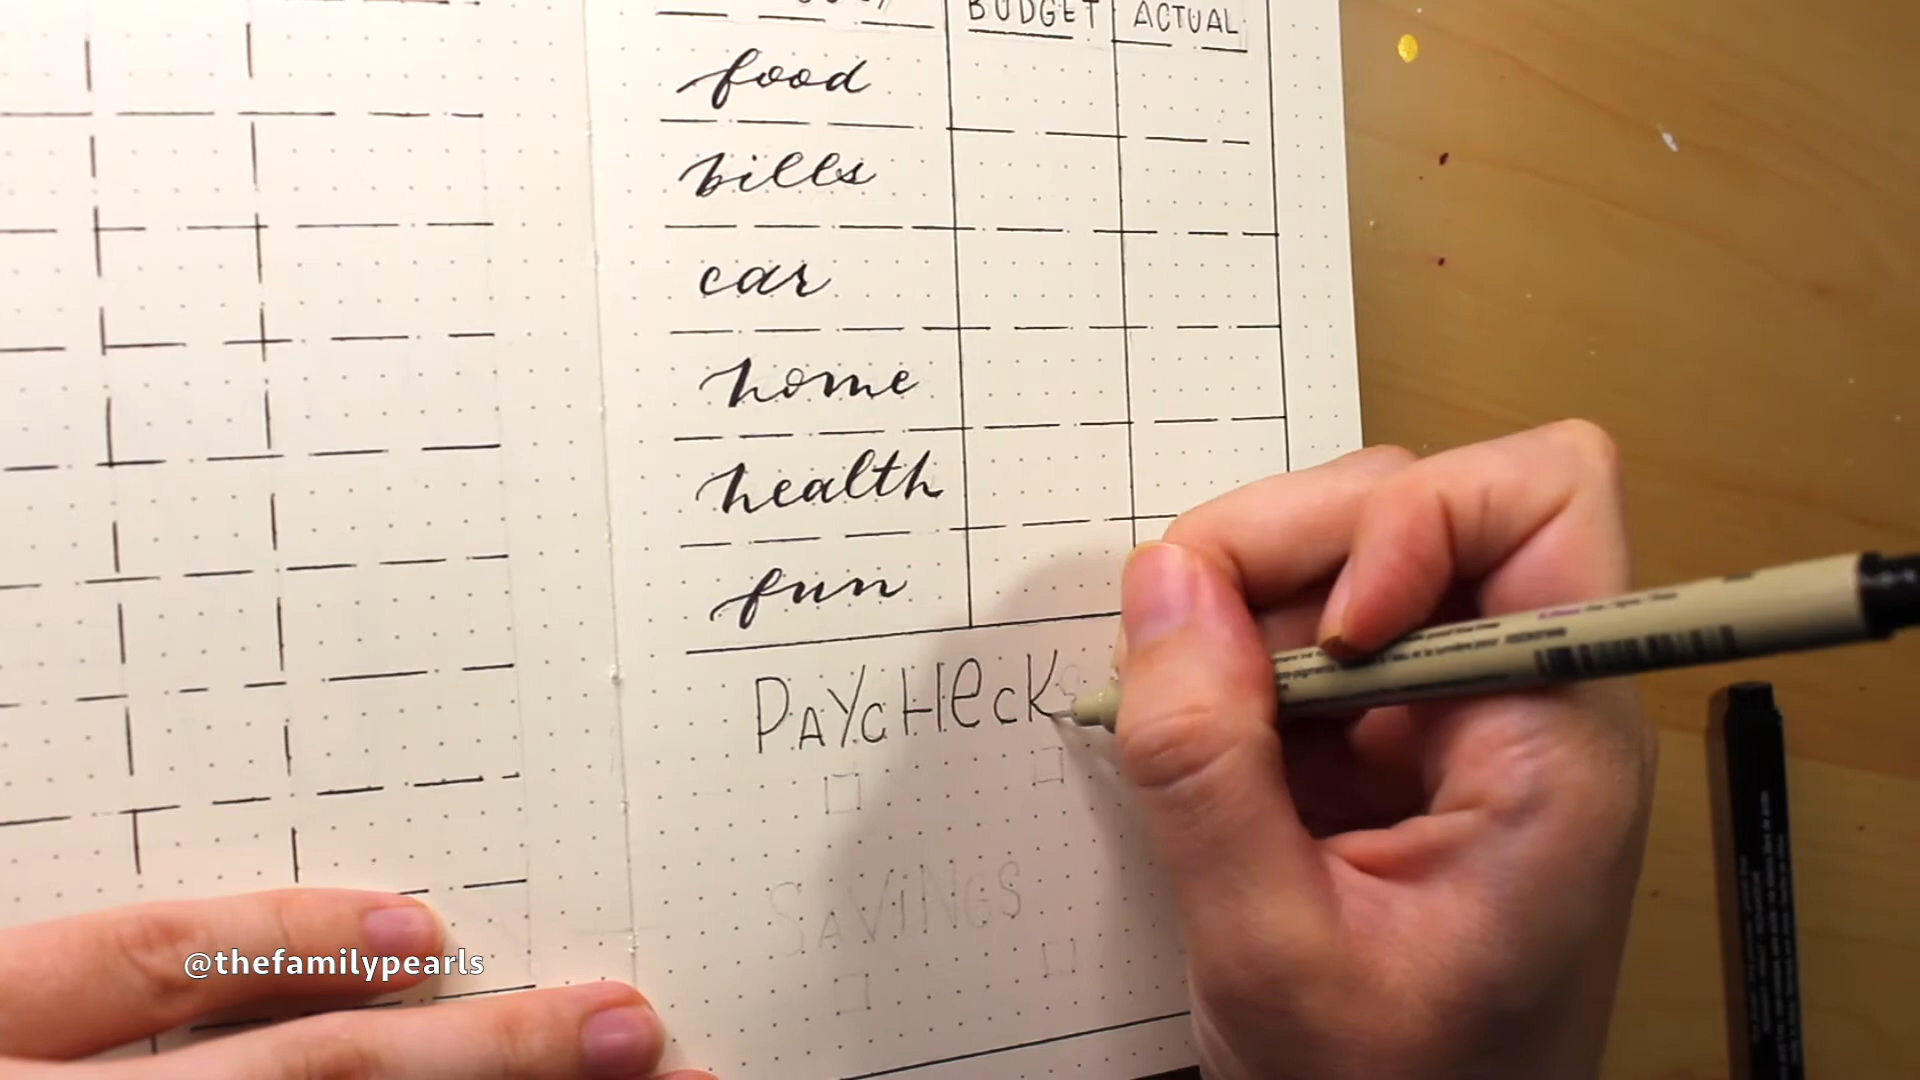 BUDGET ACTUAL
food
bills
car
home
health
fun
PAYCHecKS
SAViNGS
@thefamilypearls